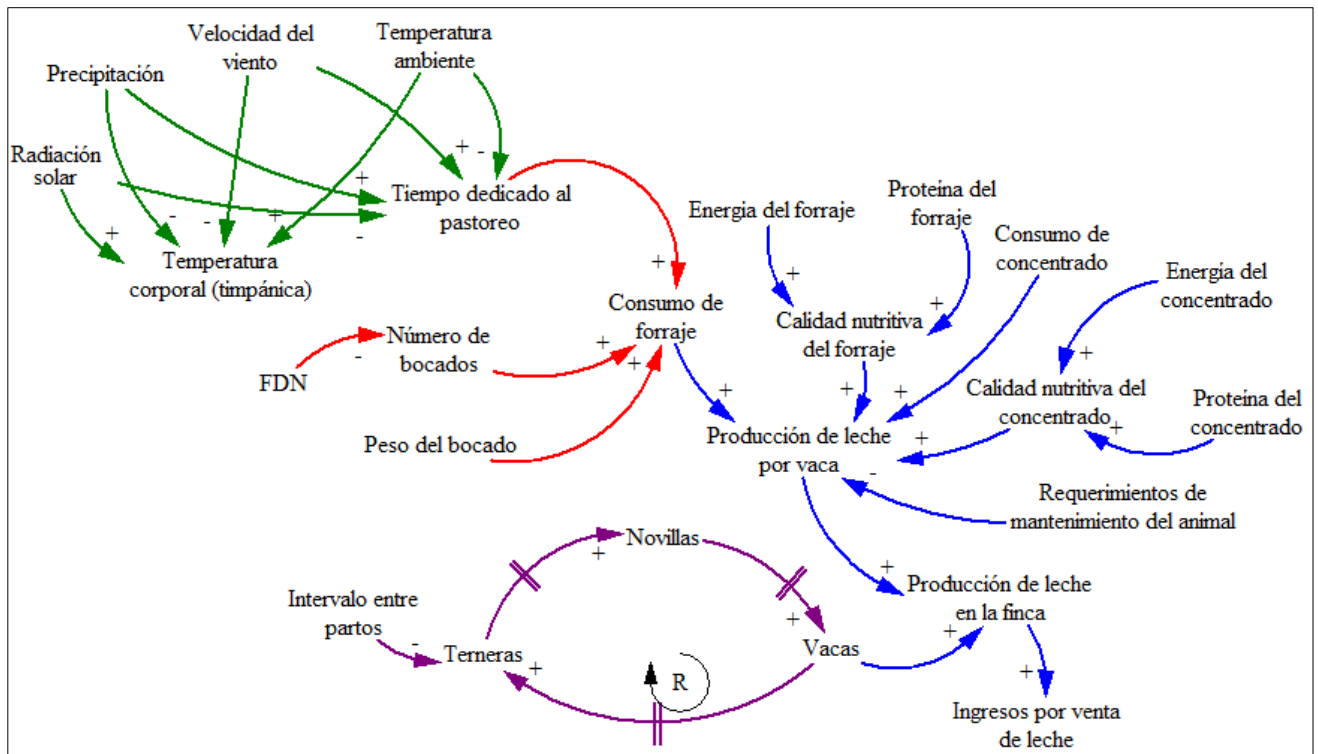 Velocidad del
viento
Temperatura
ambiente
Precipitación
Radiación
solar
+
-
+
-
-
+
-
+
-
Tiempo dedicado al
pastoreo
Temperatura
corporal (timpánica)
Energía del forraje
Proteína del
forraje
Consumo de
concentrado
Energía del
concentrado
+
Consumo de
forraje
+
+
Calidad nutritiva
del forraje
Número de
bocados
-
FDN
+
+
+
+
+
+
Calidad nutritiva del
concentrado
+
Proteína del
concentrado
Peso del bocado
Producción de leche
por vaca
+
-
Requerimientos de
mantenimiento del animal
Novillas
+
Intervalo entre
partos
-
Terneras
+
+
Vacas
R
+
Producción de leche
en la finca
+
+
Ingresos por venta
de leche